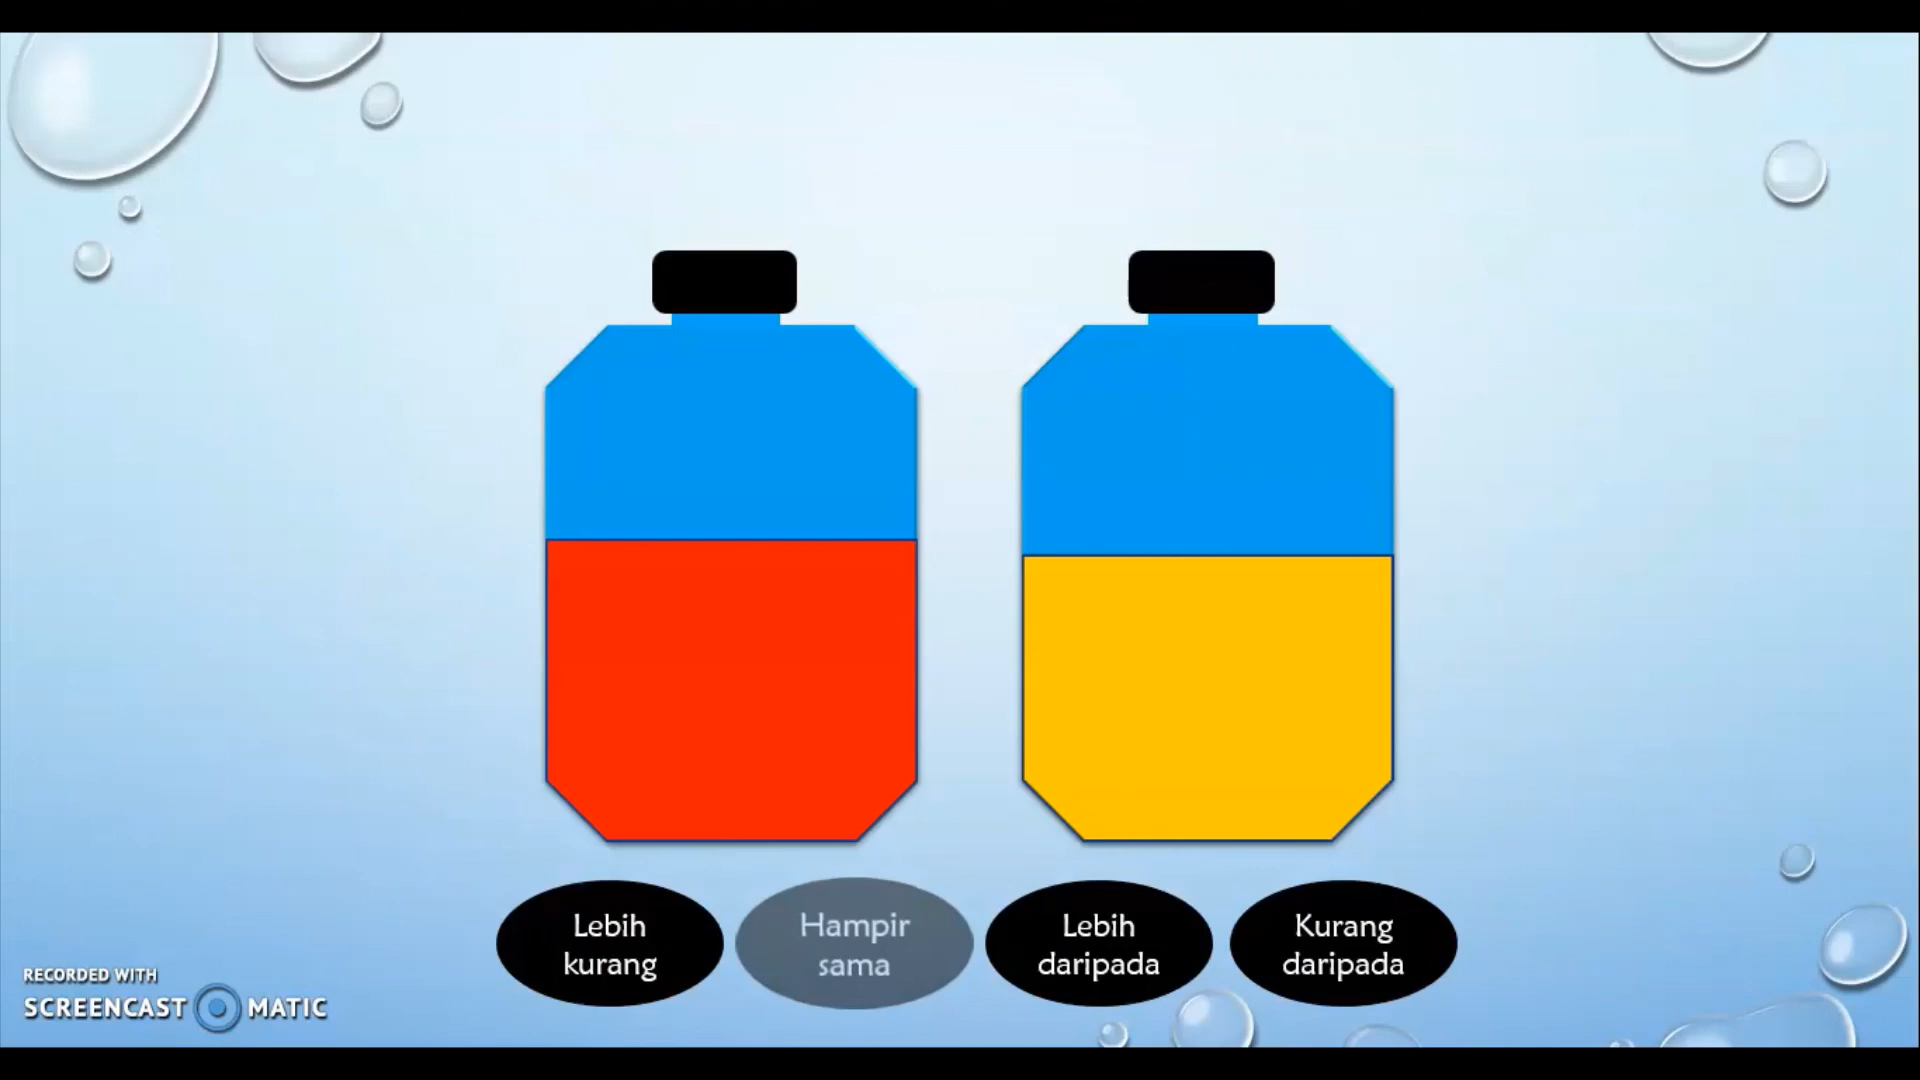 Lebih
kurang
Hampir
sama
Lebih
daripada
Kurang
daripada
RECORDED WITH
SCREENCAST MATIC